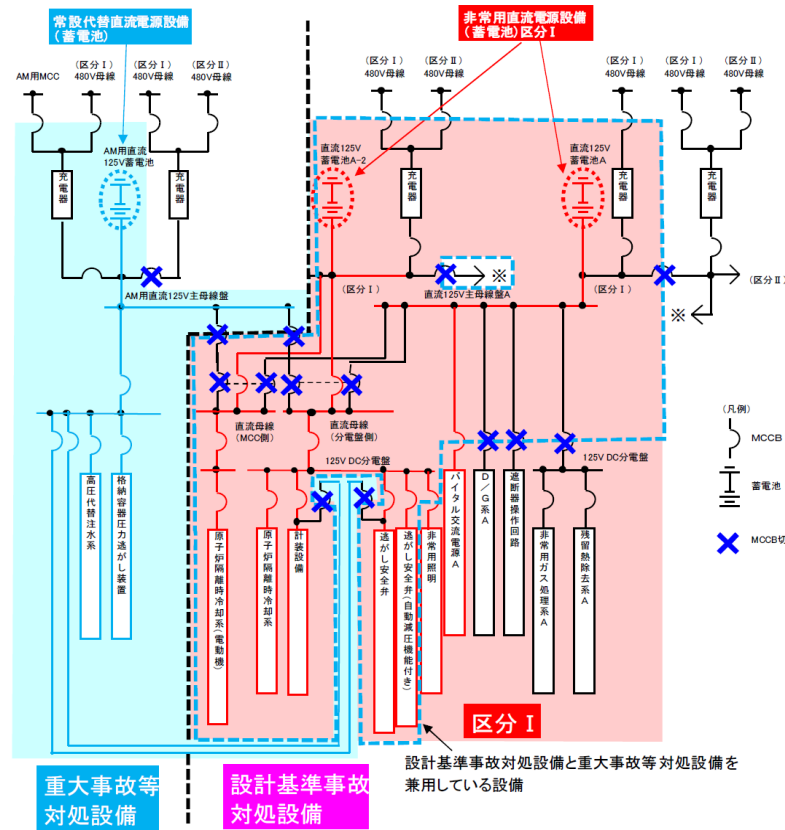 常設代替直流電源設備
(蓄電池)
非常用直流電源設備
(蓄電池)区分Ⅰ
AM用MCC
(区分Ⅰ)
480V母線
(区分Ⅰ)
480V母線
(区分Ⅱ)
480V母線
(区分Ⅰ)
480V母線
(区分Ⅱ)
480V母線
(区分Ⅰ)
480V母線
(区分Ⅰ)
480V母線
(区分Ⅱ)
480V母線
AM用直流
125V蓄電池
直流125V
蓄電池A-2
直流125V
蓄電池A
充電器
充電器
充電器
充電器
充電器
※
(区分Ⅰ)
(区分Ⅰ)
(区分Ⅱ)
※
AM用直流125V主母線盤
直流125V主母線盤A
直流母線
(MCC側)
直流母線
(分電盤側)
125V DC分電盤
125V DC分電盤
高圧代替注水系
格納容器圧力逃がし装置
原子炉隔離時冷却系(電動機)
原子炉隔離時冷却系
計装設備
逃がし安全弁
逃がし安全弁(自動減圧機能付き)
非常用照明
バイタル交流電源A
D/G系A
遮断器操作回路
非常用ガス処理系A
残留熱除去系A
(凡例)
MCCB
蓄電池
MCCB切
区分Ⅰ
設計基準事故対処設備と重大事故等対処設備を
兼用している設備
重大事故等
対処設備
設計基準事故
対処設備